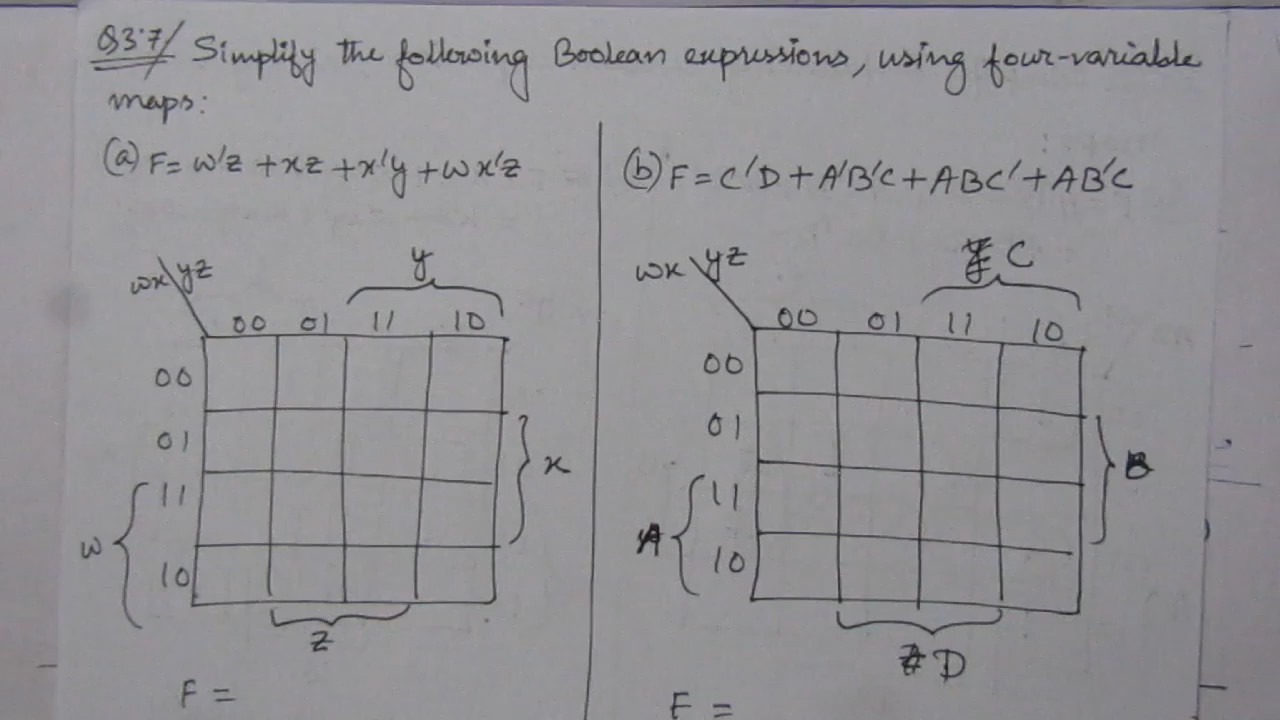 Q3.7/ Simplify the following Boolean expressions, using four-variable
maps:
(a) F = w'z + xz + x'y + wx'z
wx yz
y
00 01 11 10
00
01
11
10
x
w
z
F =
(b) F = C'D + A'B'C + ABC' + AB'C
wx yz
C
00 01 11 10
00
01
11
10
B
A
D
F =